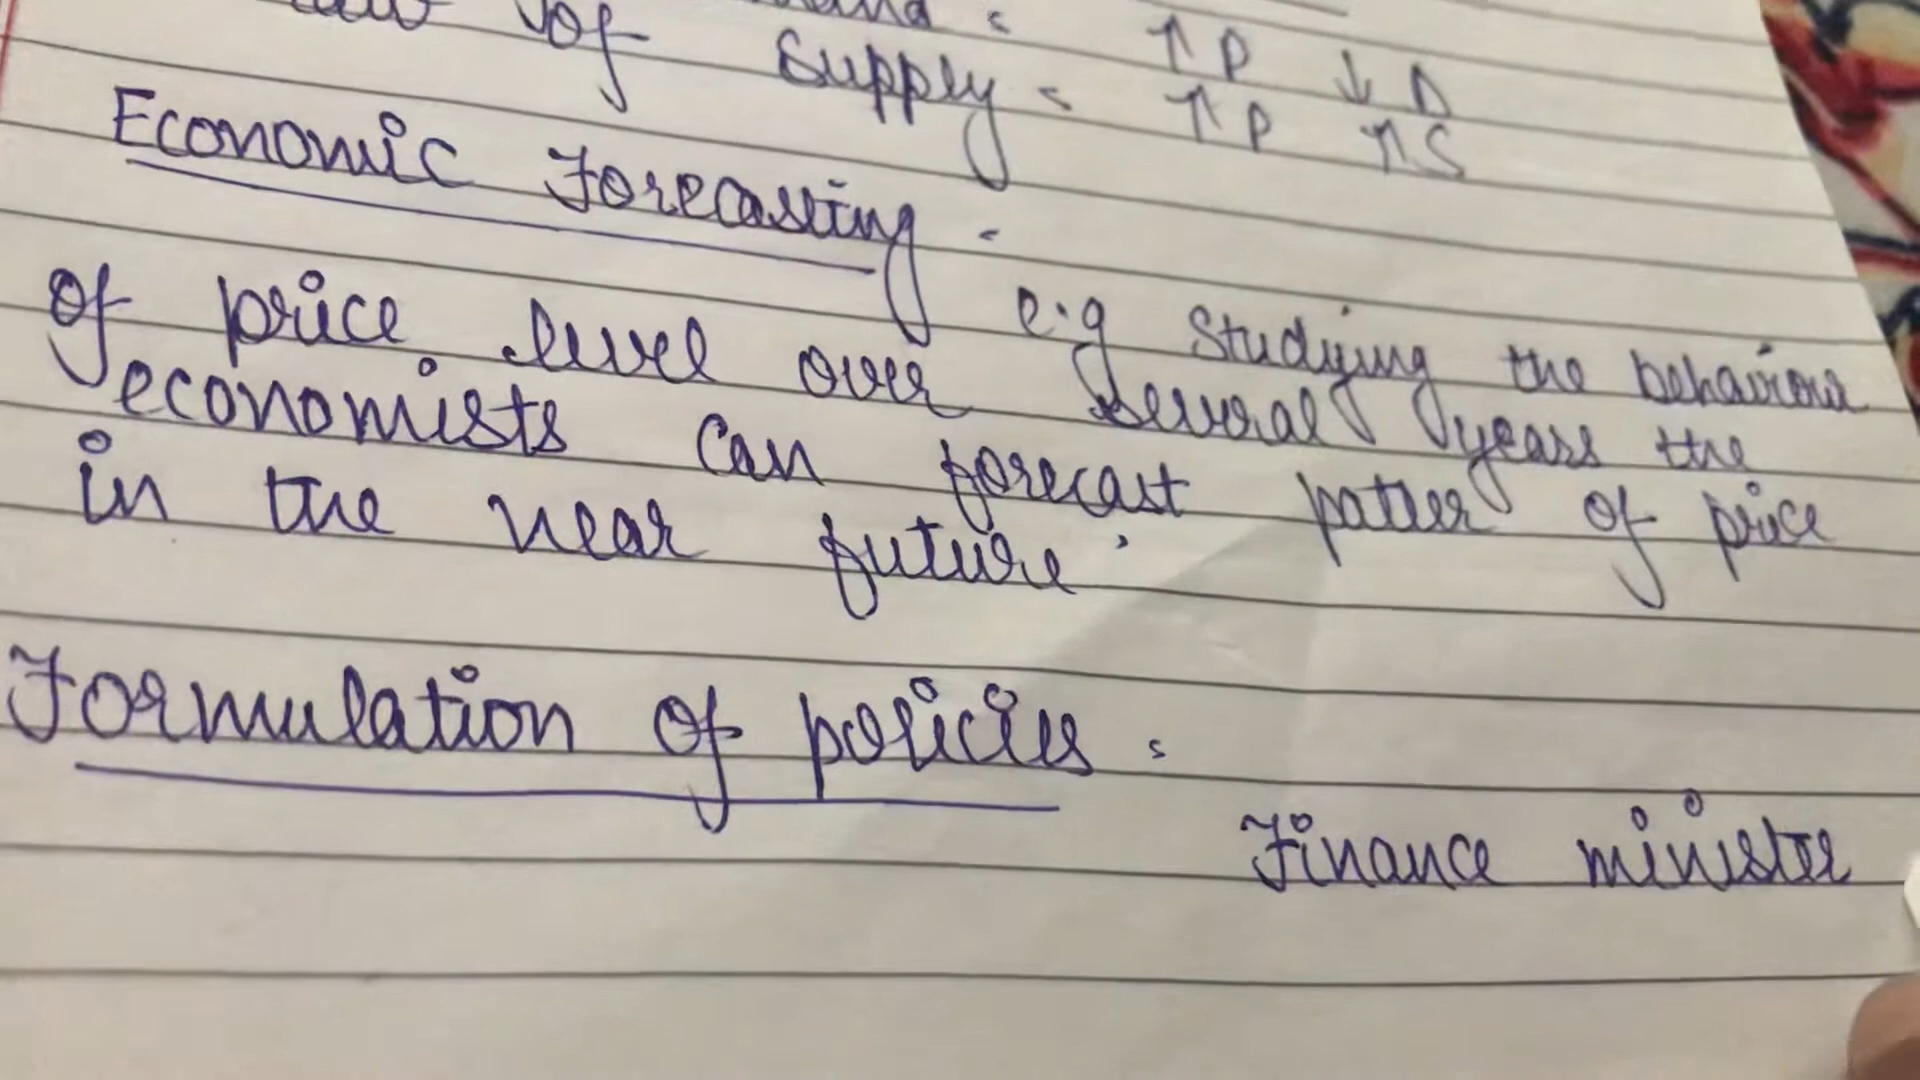 ↑ P ↓ D
Law of supply = ↑ P ↑ S
Economic Forecasting -
e.g Studying the behaviour
of price level over several years the
economists can forecast patter of price
in the near future.
Formulation of policies =
Finance minister